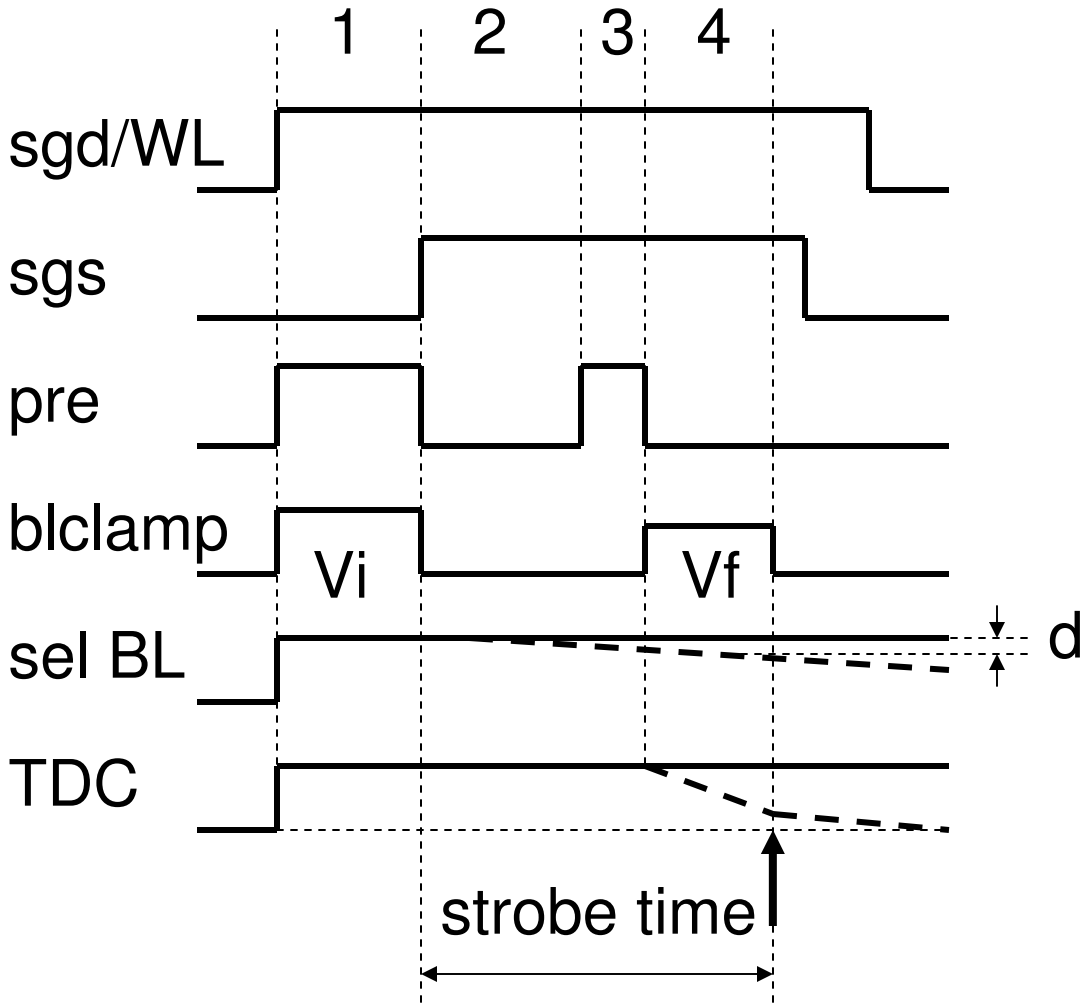 1 2 3 4
sgd/WL
sgs
pre
blclamp
Vi Vf
sel BL
d
TDC
strobe time